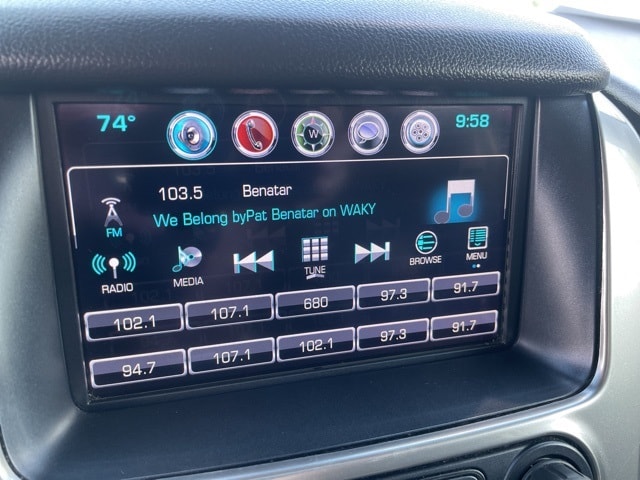 74° 9:58
W
103.5 Benatar
We Belong byPat Benatar on WAKY
FM
RADIO MEDIA TUNE BROWSE MENU
102.1 107.1 680 97.3 91.7
94.7 107.1 102.1 97.3 91.7